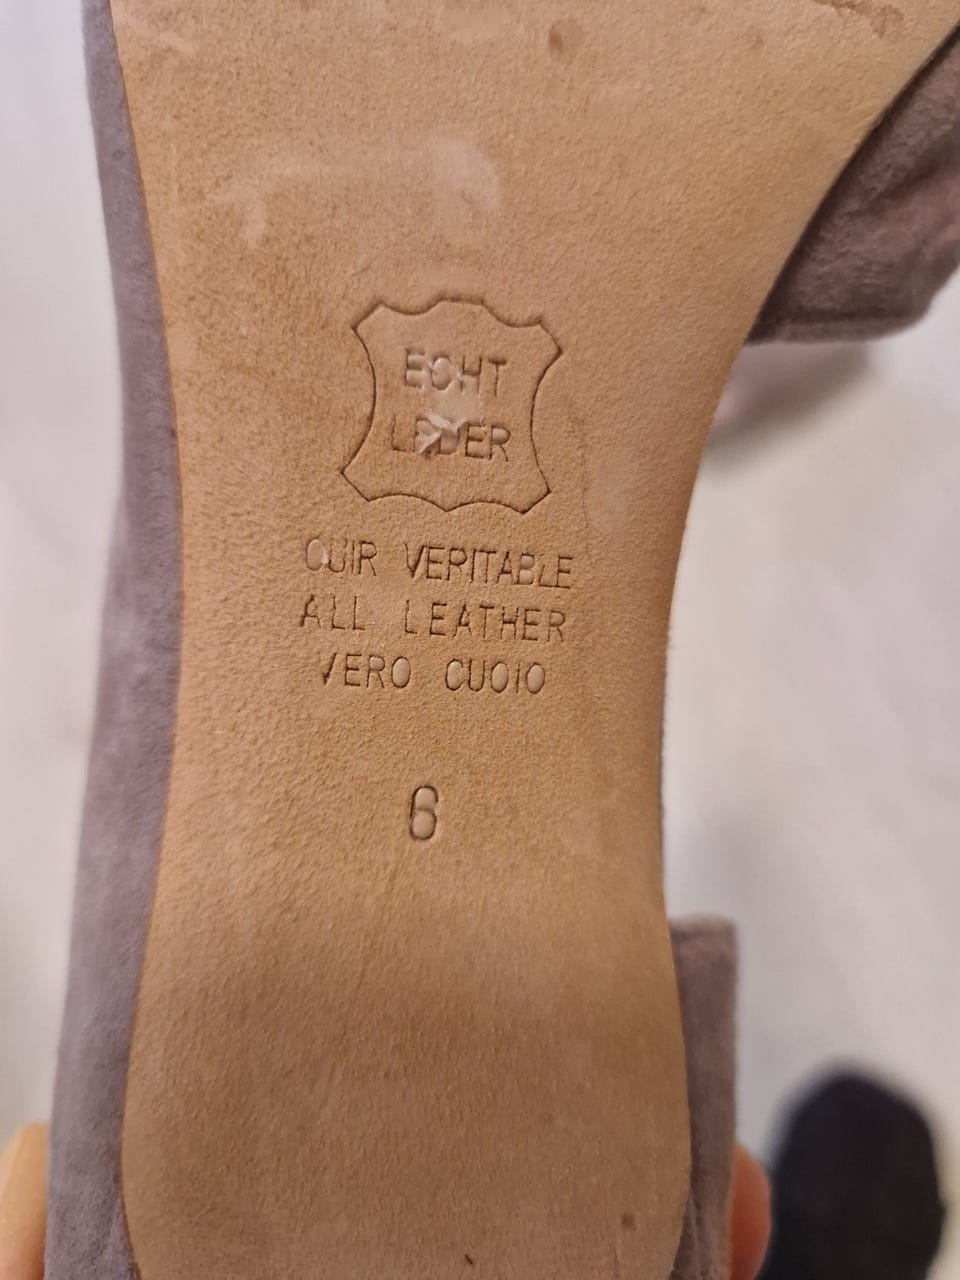 ECHT
LEDER
CUIR VERITABLE
ALL LEATHER
VERO CUOIO
6